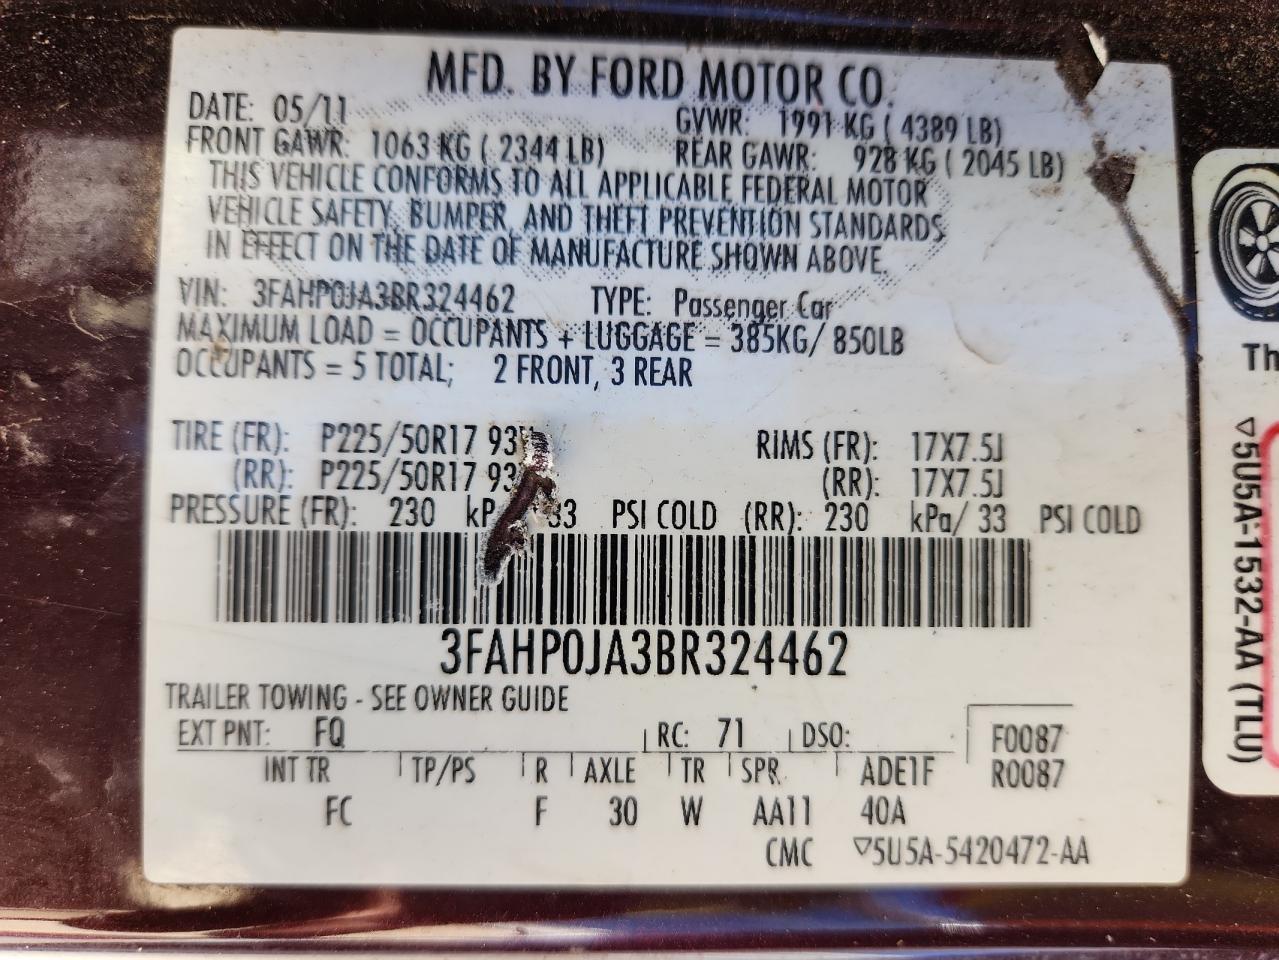 MFD. BY FORD MOTOR CO.
DATE: 05/11 GVWR: 1991 KG ( 4389 LB)
FRONT GAWR: 1063 KG ( 2344 LB) REAR GAWR: 928 KG ( 2045 LB)
THIS VEHICLE CONFORMS TO ALL APPLICABLE FEDERAL MOTOR
VEHICLE SAFETY, BUMPER, AND THEFT PREVENTION STANDARDS
IN EFFECT ON THE DATE OF MANUFACTURE SHOWN ABOVE.
VIN: 3FAHP0JA3BR324462 TYPE: Passenger Car
MAXIMUM LOAD = OCCUPANTS + LUGGAGE = 385KG/ 850LB
OCCUPANTS = 5 TOTAL; 2 FRONT, 3 REAR
TIRE (FR): P225/50R17 RIMS (FR): 17X7.5J
(RR): P225/50R17 (RR): 17X7.5J
PRESSURE (FR): 230 33 PSI COLD (RR): 230 kPa/ 33 PSI COLD
3FAHP0JA3BR324462
TRAILER TOWING - SEE OWNER GUIDE
EXT PNT: FQ RC: 71 DSO: F0087
INT TR TP/PS R AXLE TR SPR ADE1F R0087
FC F 30 W AA11 40A
CMC ▽5U5A-5420472-AA
▽5U5A-1532-AA (TLU)